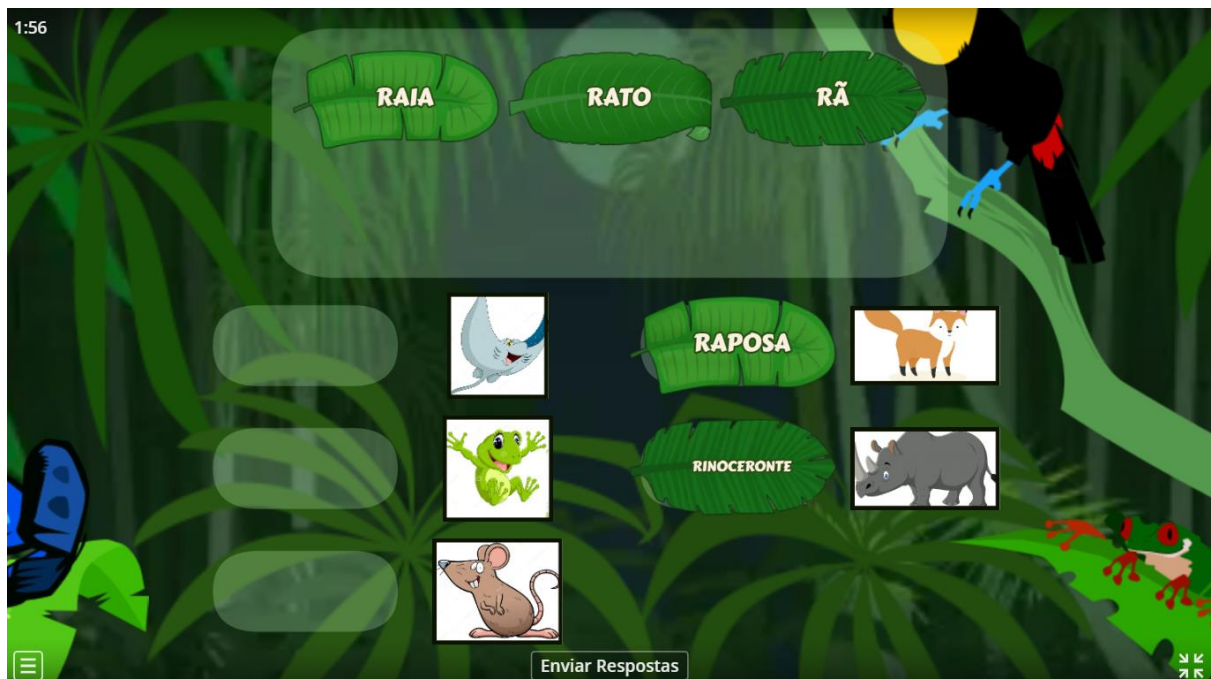 1:56
RAIA
RATO
RÃ
RAPOSA
RINOCERONTE
Enviar Respostas